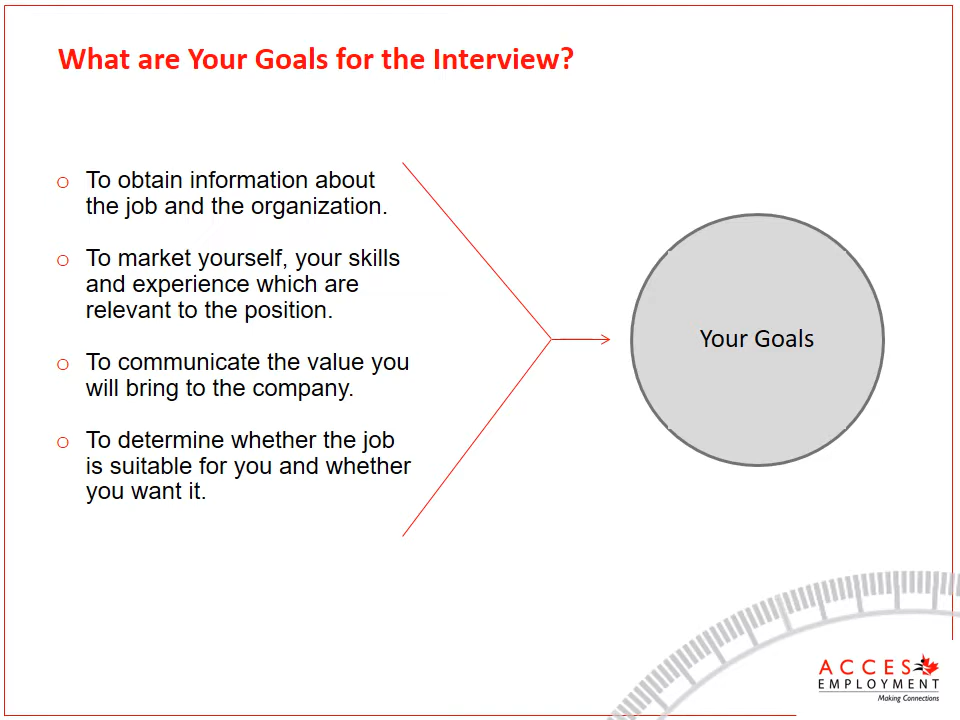 What are Your Goals for the Interview?
o To obtain information about
the job and the organization.
o To market yourself, your skills
and experience which are
relevant to the position.
o To communicate the value you
will bring to the company.
o To determine whether the job
is suitable for you and whether
you want it.
Your Goals
ACCES
EMPLOYMENT
Making Connections